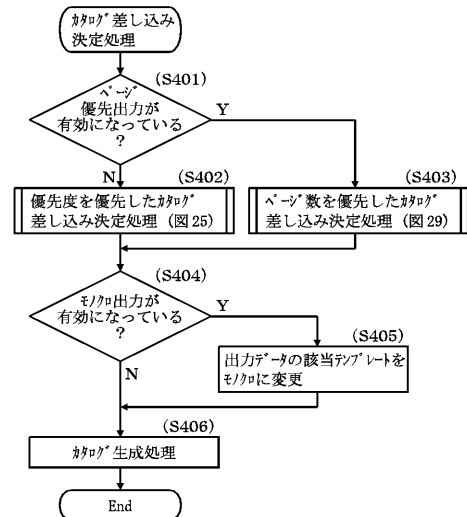 ｶﾀﾛｸﾞ差し込み
決定処理
(S401)
ﾍﾟｰｼﾞ
優先出力が
有効になっている
?
Y
N
(S402)
優先度を優先したｶﾀﾛｸﾞ
差し込み決定処理 (図25)
(S403)
ﾍﾟｰｼﾞ数を優先したｶﾀﾛｸﾞ
差し込み決定処理 (図29)
(S404)
ﾓﾉｸﾛ出力が
有効になっている
?
Y
N
(S405)
出力データの該当ﾃﾝﾌﾟﾚｰﾄを
ﾓﾉｸﾛに変更
(S406)
ｶﾀﾛｸﾞ生成処理
End